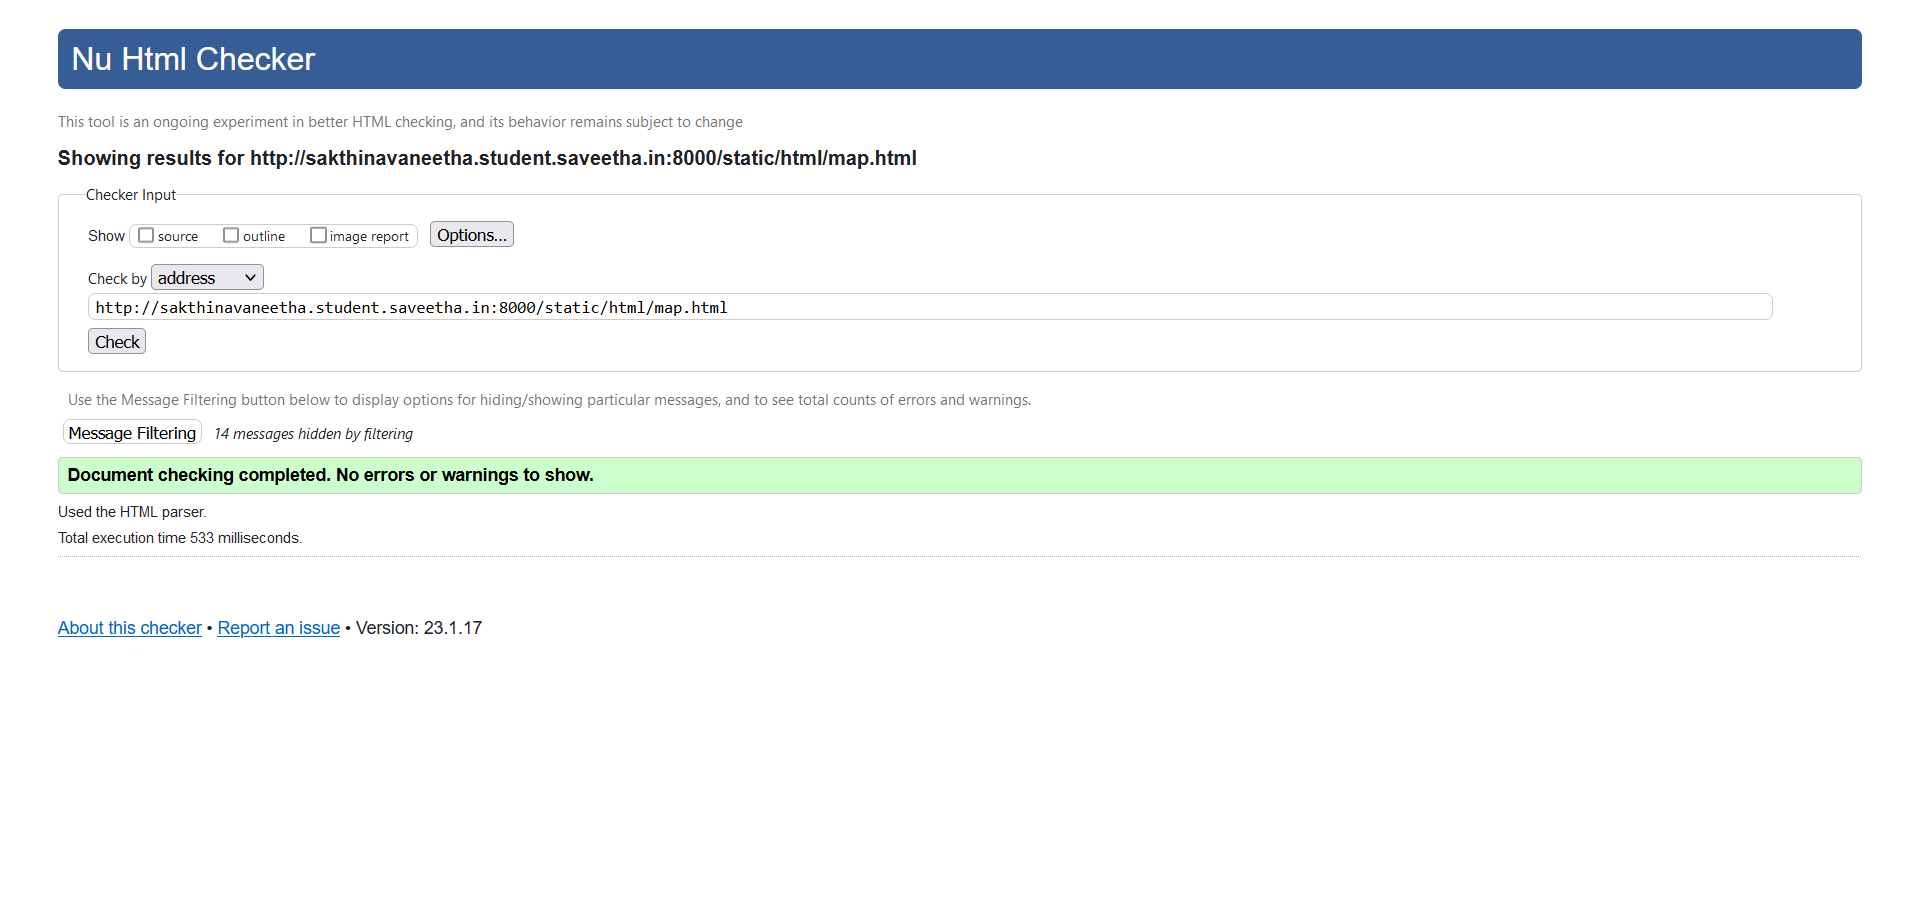 Nu Html Checker
This tool is an ongoing experiment in better HTML checking, and its behavior remains subject to change
Showing results for http://sakthinavaneetha.student.saveetha.in:8000/static/html/map.html
Checker Input
Show source outline image report Options...
Check by address
http://sakthinavaneetha.student.saveetha.in:8000/static/html/map.html
Check
Use the Message Filtering button below to display options for hiding/showing particular messages, and to see total counts of errors and warnings.
Message Filtering 14 messages hidden by filtering
Document checking completed. No errors or warnings to show.
Used the HTML parser.
Total execution time 533 milliseconds.
About this checker • Report an issue • Version: 23.1.17